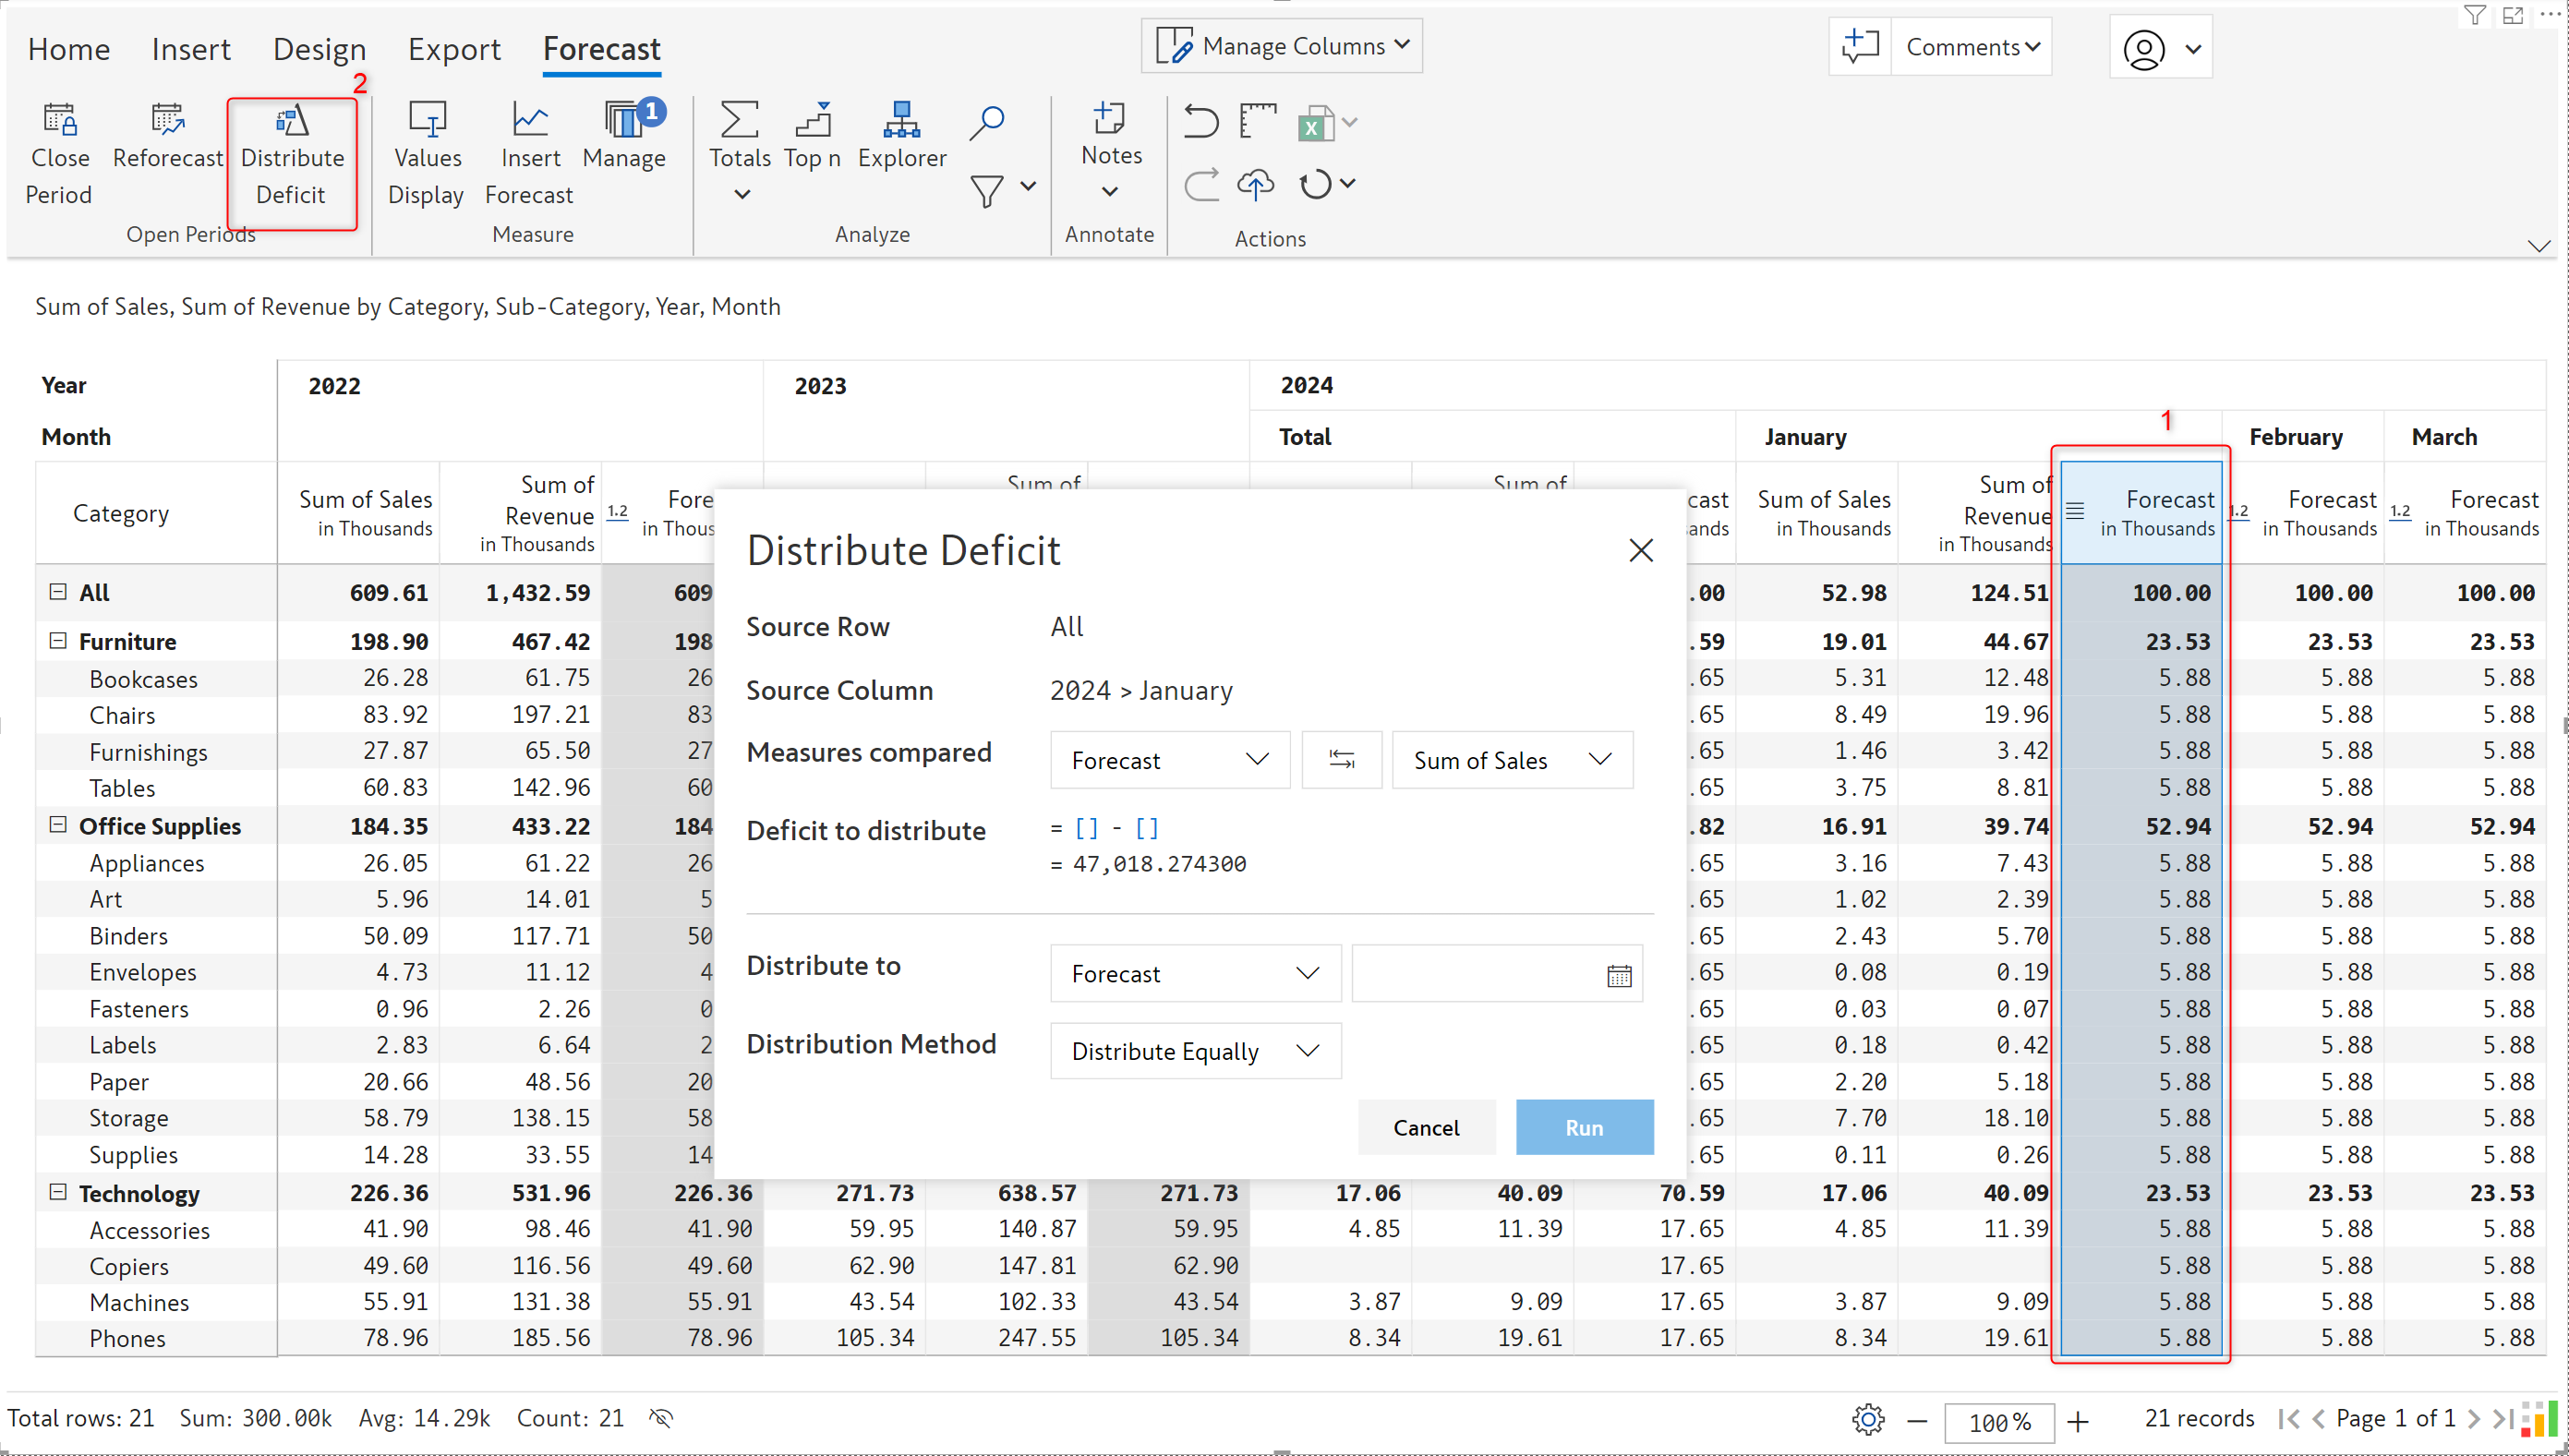 Home Insert Design Export Forecast Manage Columns Comments
2
Close Period Reforecast Distribute Deficit Values Display Insert Forecast Manage 1 Totals Top n Explorer Notes
Open Periods Measure Analyze Annotate Actions
Sum of Sales, Sum of Revenue by Category, Sub-Category, Year, Month
Year 2022 2023 2024
1
Month Total January February March
Category Sum of Sales in Thousands Sum of Revenue in Thousands 1.2 Fore in Thous Sum of Sum of cast ands Sum of Sales in Thousands Sum of Revenue in Thousands Forecast in Thousands 1.2 Forecast in Thousands 1.2 Forecast in Thousands
All 609.61 1,432.59 609 .00 52.98 124.51 100.00 100.00 100.00
Furniture 198.90 467.42 198 .59 19.01 44.67 23.53 23.53 23.53
Bookcases 26.28 61.75 26 .65 5.31 12.48 5.88 5.88 5.88
Chairs 83.92 197.21 83 .65 8.49 19.96 5.88 5.88 5.88
Furnishings 27.87 65.50 27 .65 1.46 3.42 5.88 5.88 5.88
Tables 60.83 142.96 60 .65 3.75 8.81 5.88 5.88 5.88
Office Supplies 184.35 433.22 184 .82 16.91 39.74 52.94 52.94 52.94
Appliances 26.05 61.22 26 .65 3.16 7.43 5.88 5.88 5.88
Art 5.96 14.01 5 .65 1.02 2.39 5.88 5.88 5.88
Binders 50.09 117.71 50 .65 2.43 5.70 5.88 5.88 5.88
Envelopes 4.73 11.12 4 .65 0.08 0.19 5.88 5.88 5.88
Fasteners 0.96 2.26 0 .65 0.03 0.07 5.88 5.88 5.88
Labels 2.83 6.64 2 .65 0.18 0.42 5.88 5.88 5.88
Paper 20.66 48.56 20 .65 2.20 5.18 5.88 5.88 5.88
Storage 58.79 138.15 58 .65 7.70 18.10 5.88 5.88 5.88
Supplies 14.28 33.55 14 .65 0.11 0.26 5.88 5.88 5.88
Technology 226.36 531.96 226.36 271.73 638.57 271.73 17.06 40.09 70.59 17.06 40.09 23.53 23.53 23.53
Accessories 41.90 98.46 41.90 59.95 140.87 59.95 4.85 11.39 17.65 4.85 11.39 5.88 5.88 5.88
Copiers 49.60 116.56 49.60 62.90 147.81 62.90 17.65 5.88 5.88 5.88
Machines 55.91 131.38 55.91 43.54 102.33 43.54 3.87 9.09 17.65 3.87 9.09 5.88 5.88 5.88
Phones 78.96 185.56 78.96 105.34 247.55 105.34 8.34 19.61 17.65 8.34 19.61 5.88 5.88 5.88
Distribute Deficit
Source Row All
Source Column 2024 > January
Measures compared Forecast Sum of Sales
Deficit to distribute = [] - []
= 47,018.274300
Distribute to Forecast
Distribution Method Distribute Equally
Cancel Run
Total rows: 21 Sum: 300.00k Avg: 14.29k Count: 21 100% 21 records Page 1 of 1